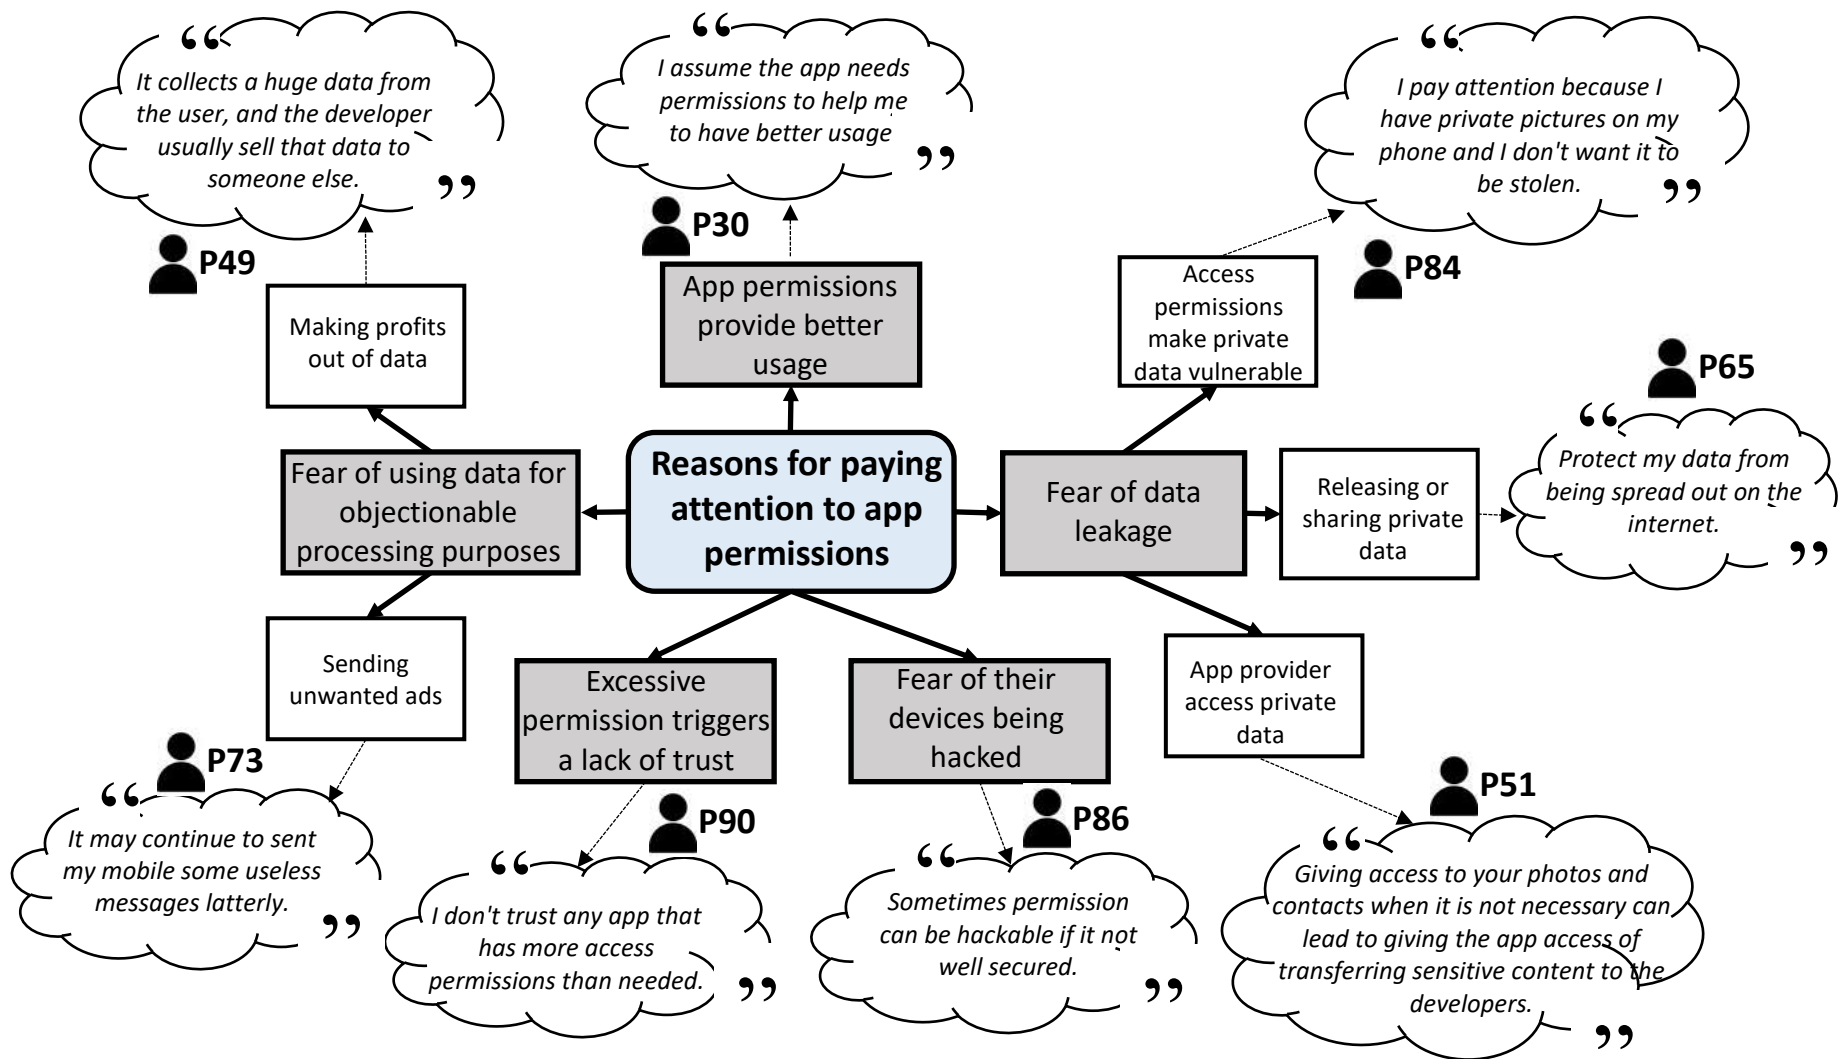 “
It collects a huge data from
the user, and the developer
usually sell that data to
someone else.
”
P49
“
I assume the app needs
permissions to help me
to have better usage
”
P30
“
I pay attention because I
have private pictures on my
phone and I don't want it to
be stolen.
”
P84
Making profits
out of data
App permissions
provide better
usage
Access
permissions
make private
data vulnerable
P65
“
Protect my data from
being spread out on the
internet.
”
Fear of using data for
objectionable
processing purposes
Reasons for paying
attention to app
permissions
Fear of data
leakage
Releasing or
sharing private
data
Sending
unwanted ads
Excessive
permission triggers
a lack of trust
Fear of their
devices being
hacked
App provider
access private
data
P73
“
It may continue to sent
my mobile some useless
messages latterly.
”
P90
“
I don't trust any app that
has more access
permissions than needed.
”
P86
“
Sometimes permission
can be hackable if it not
well secured.
”
P51
“
Giving access to your photos and
contacts when it is not necessary can
lead to giving the app access of
transferring sensitive content to the
developers.
”